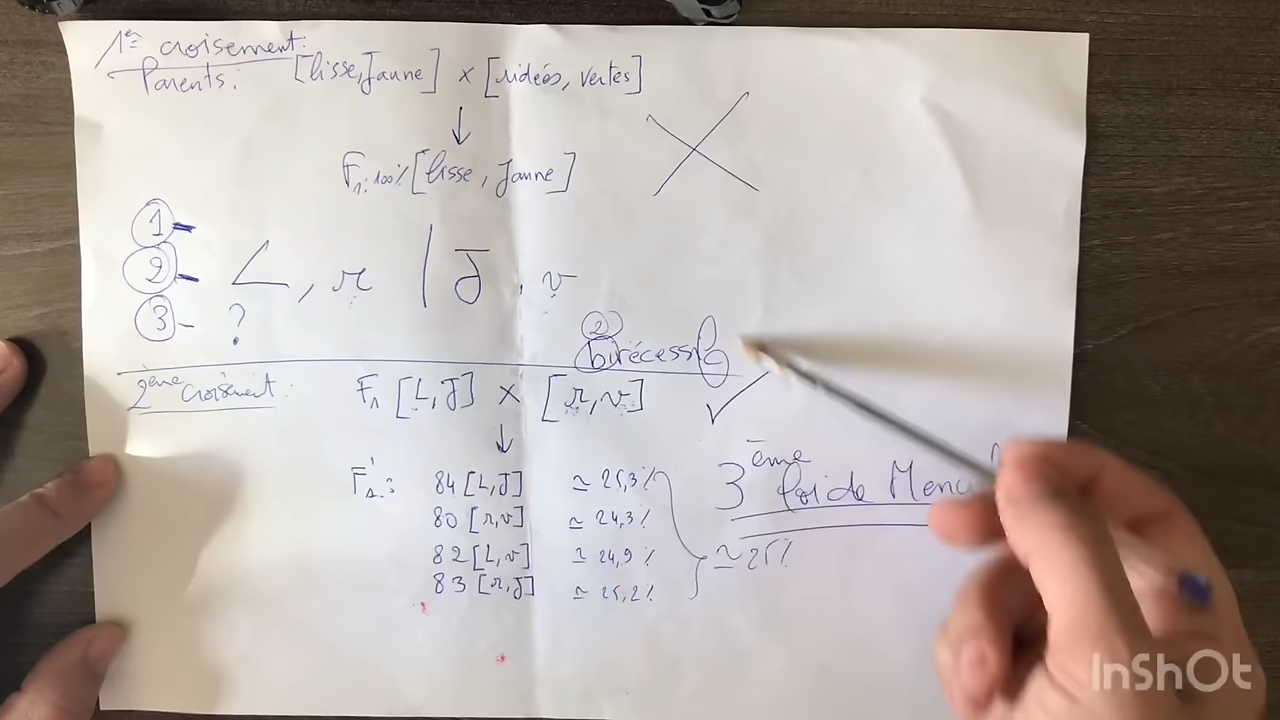 1er croisement:
Parents: [lisse, Jaune] x [ridées, vertes]
↓
F1: 100% [lisse, Jaune]
1 -
2 - L, r | J, v
3 - ?
2
birécessif
2ème croisement: F1 [L, J] x [r, v]
↓
F'2: 84 [L, J] ≃ 25,3%
80 [r, v] ≃ 24,3%
82 [L, v] ≃ 24,9%
83 [r, J] ≃ 25,2%
≃ 25%
3ème loi de
InShOt